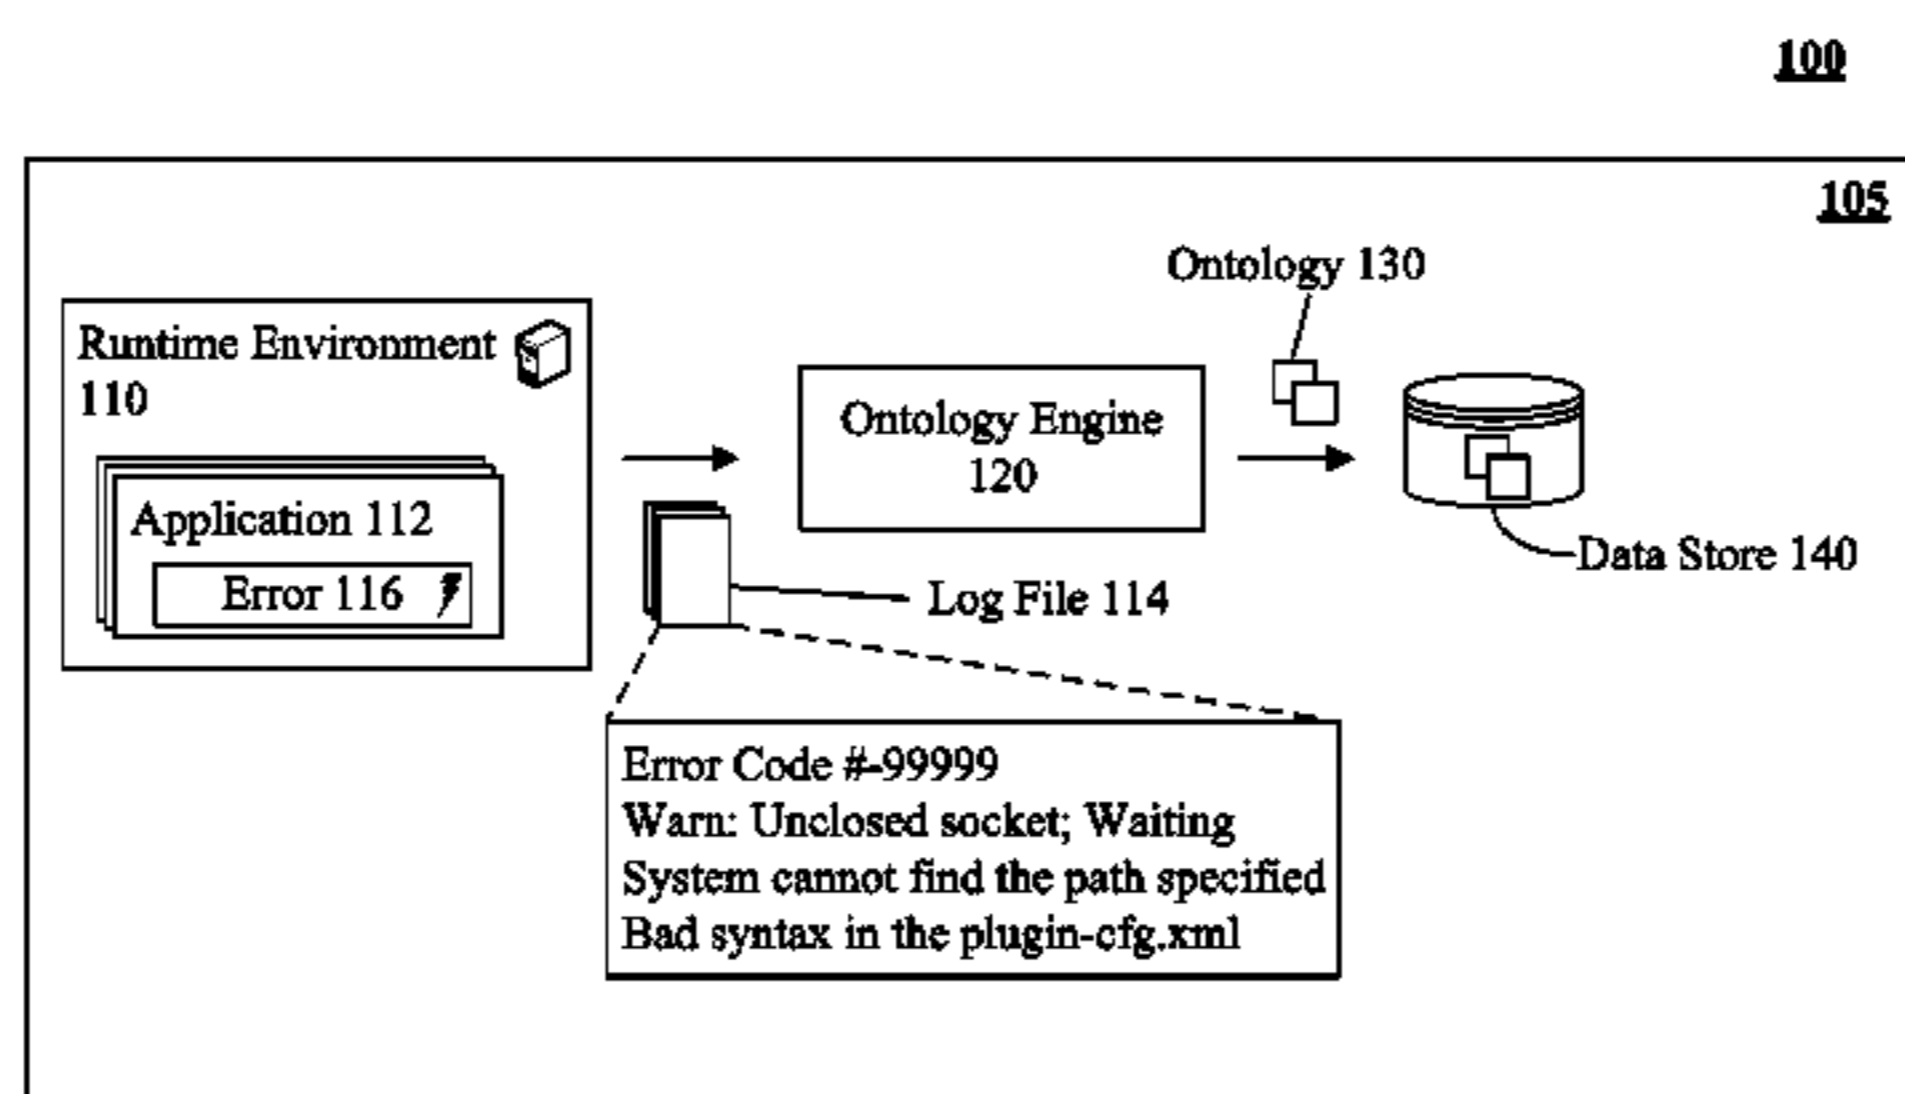 100
105
Ontology 130
Runtime Environment
110
Ontology Engine
120
Application 112
Error 116
Data Store 140
Log File 114
Error Code #-99999
Warn: Unclosed socket; Waiting
System cannot find the path specified
Bad syntax in the plugin-cfg.xml